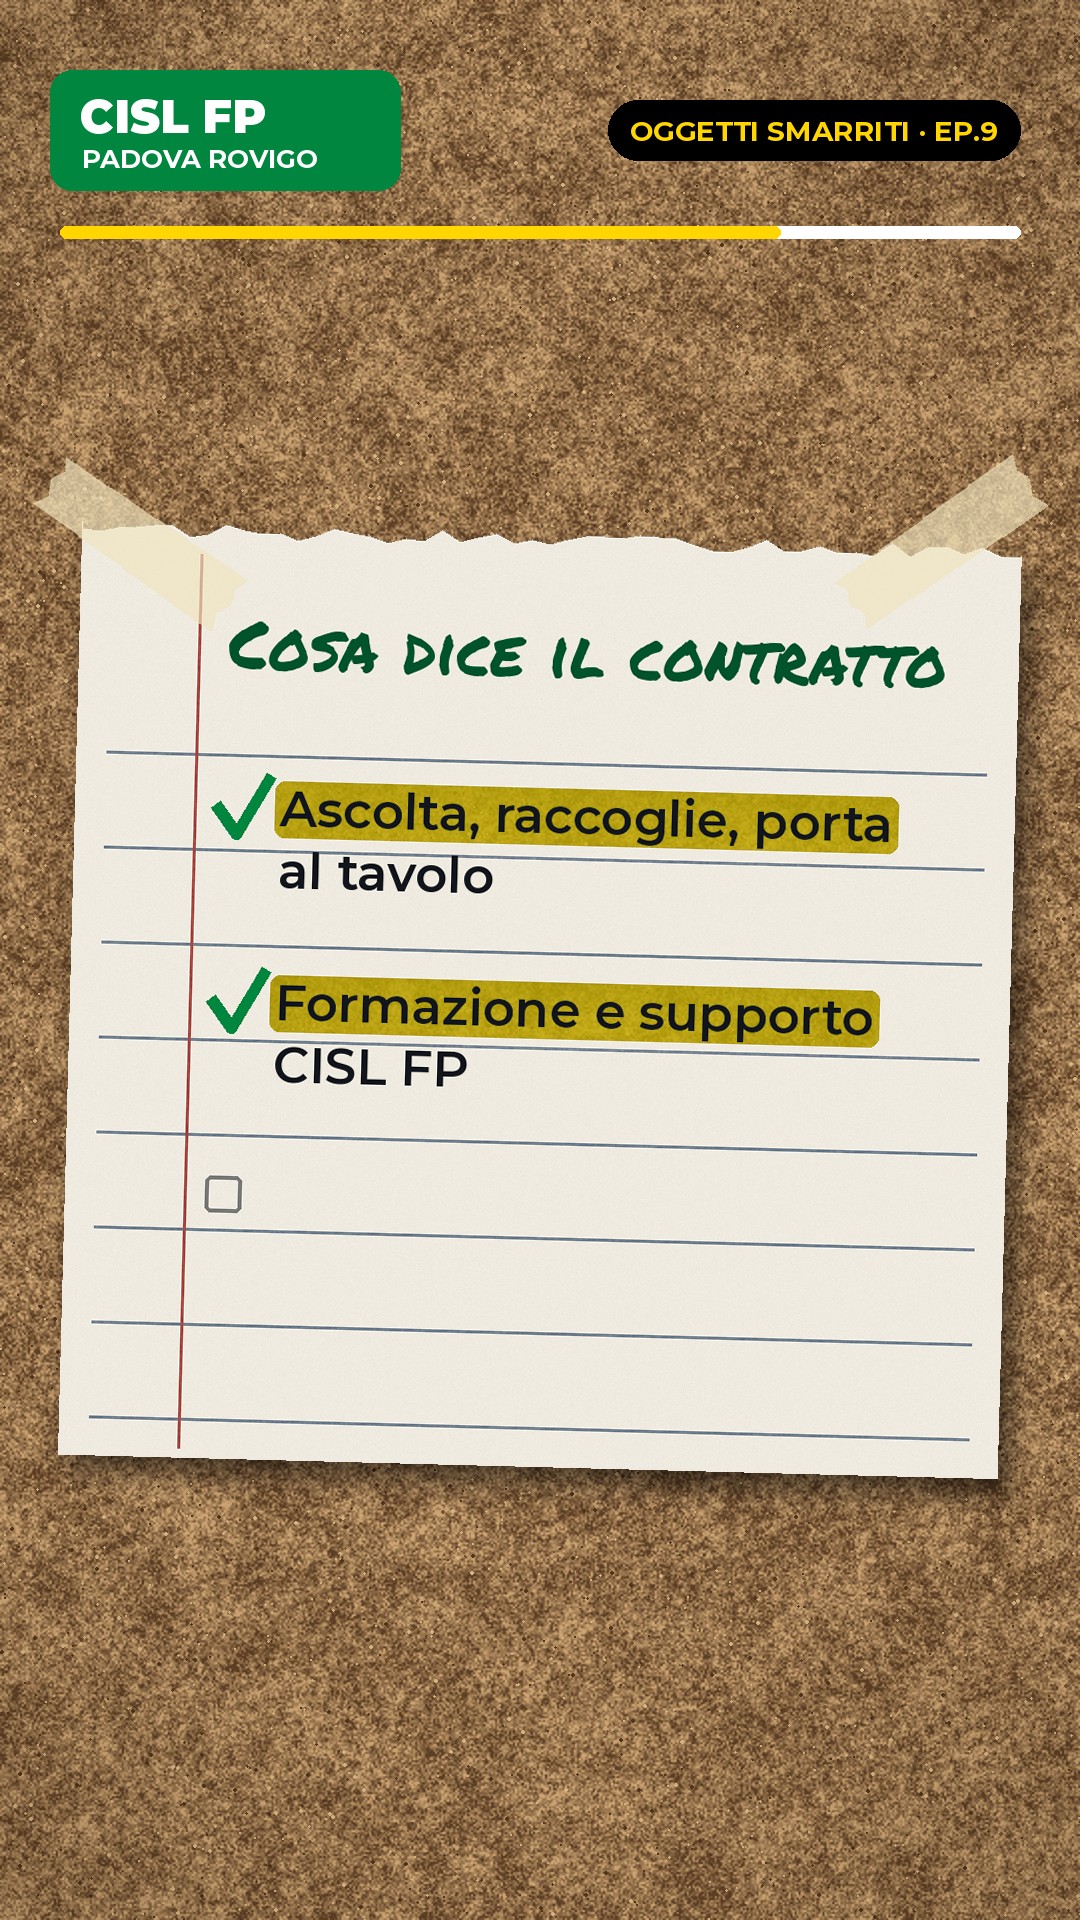 CISL FP
PADOVA ROVIGO
OGGETTI SMARRITI · EP.9
COSA DICE IL CONTRATTO
Ascolta, raccoglie, porta
al tavolo
Formazione e supporto
CISL FP